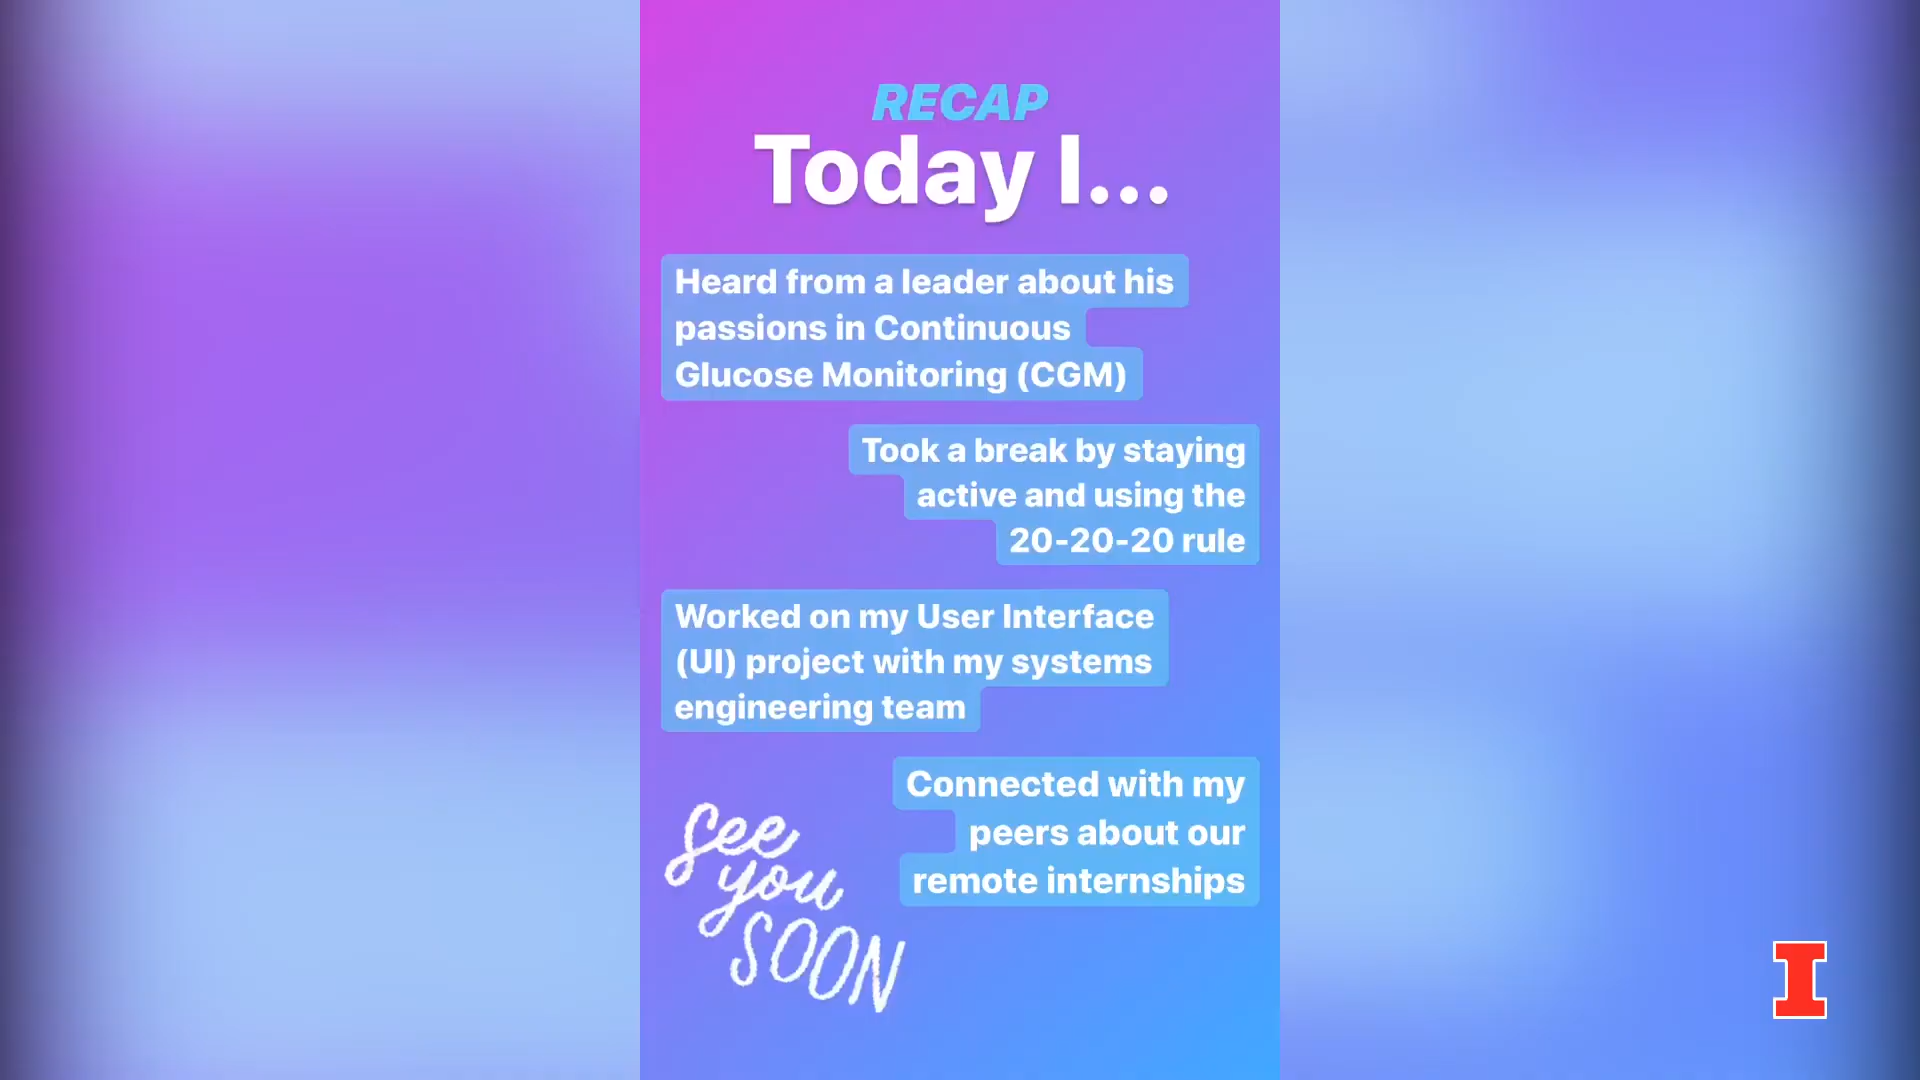 RECAP
Today I...
Heard from a leader about his
passions in Continuous
Glucose Monitoring (CGM)
Took a break by staying
active and using the
20-20-20 rule
Worked on my User Interface
(UI) project with my systems
engineering team
Connected with my
peers about our
remote internships
see
you
SOON
I